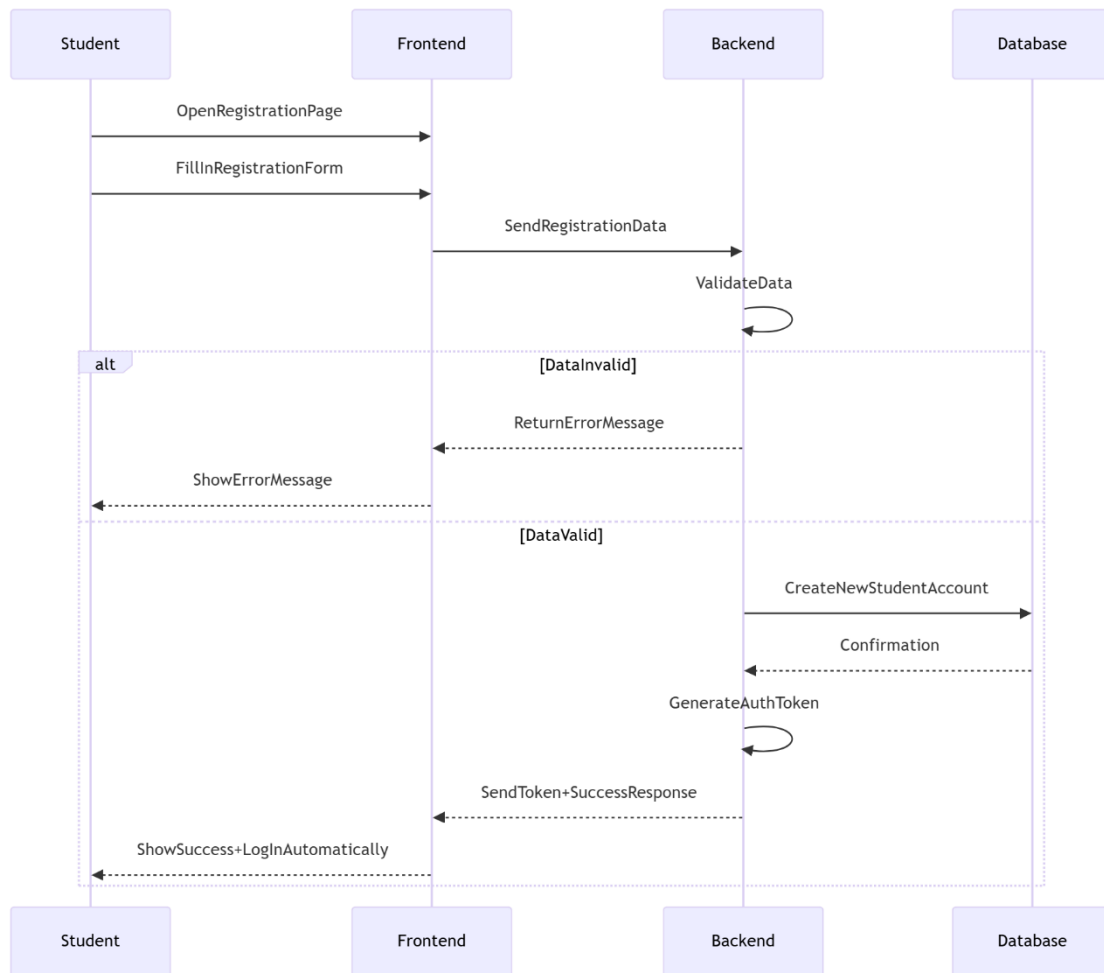 Student Frontend Backend Database
OpenRegistrationPage
FillInRegistrationForm
SendRegistrationData
ValidateData
alt [DataInvalid]
ReturnErrorMessage
ShowErrorMessage
[DataValid]
CreateNewStudentAccount
Confirmation
GenerateAuthToken
SendToken+SuccessResponse
ShowSuccess+LogInAutomatically
Student Frontend Backend Database